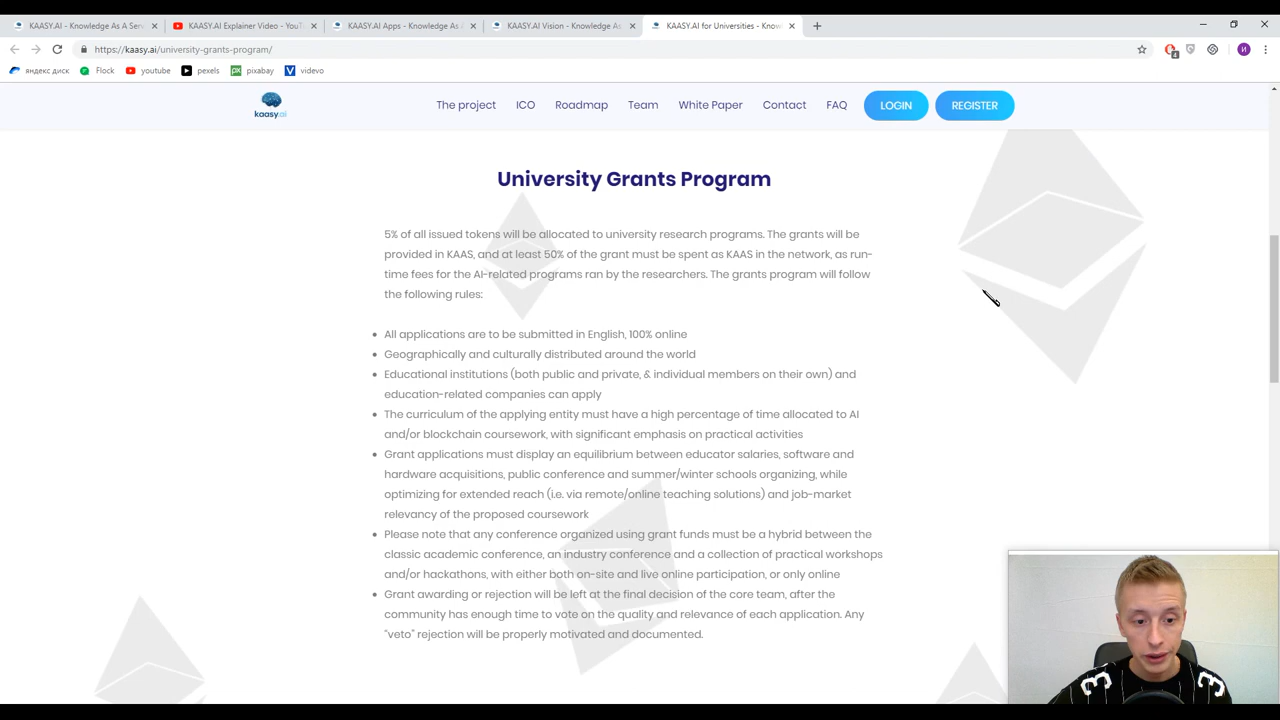 KAASY.AI - Knowledge As A Serv
KAASY.AI Explainer Video - YouT
KAASY.AI Apps - Knowledge As A
KAASY.AI Vision - Knowledge As
KAASY.AI for Universities - Know
https://kaasy.ai/university-grants-program/
яндекс диск
Flock
youtube
pexels
px
pixabay
videvo
4
И
kaasy.ai
The project
ICO
Roadmap
Team
White Paper
Contact
FAQ
LOGIN
REGISTER
University Grants Program
5% of all issued tokens will be allocated to university research programs. The grants will be
provided in KAAS, and at least 50% of the grant must be spent as KAAS in the network, as run-
time fees for the AI-related programs ran by the researchers. The grants program will follow
the following rules:
All applications are to be submitted in English, 100% online
Geographically and culturally distributed around the world
Educational institutions (both public and private, & individual members on their own) and
education-related companies can apply
The curriculum of the applying entity must have a high percentage of time allocated to AI
and/or blockchain coursework, with significant emphasis on practical activities
Grant applications must display an equilibrium between educator salaries, software and
hardware acquisitions, public conference and summer/winter schools organizing, while
optimizing for extended reach (i.e. via remote/online teaching solutions) and job-market
relevancy of the proposed coursework
Please note that any conference organized using grant funds must be a hybrid between the
classic academic conference, an industry conference and a collection of practical workshops
and/or hackathons, with either both on-site and live online participation, or only online
Grant awarding or rejection will be left at the final decision of the core team, after the
community has enough time to vote on the quality and relevance of each application. Any
"veto" rejection will be properly motivated and documented.
3 3